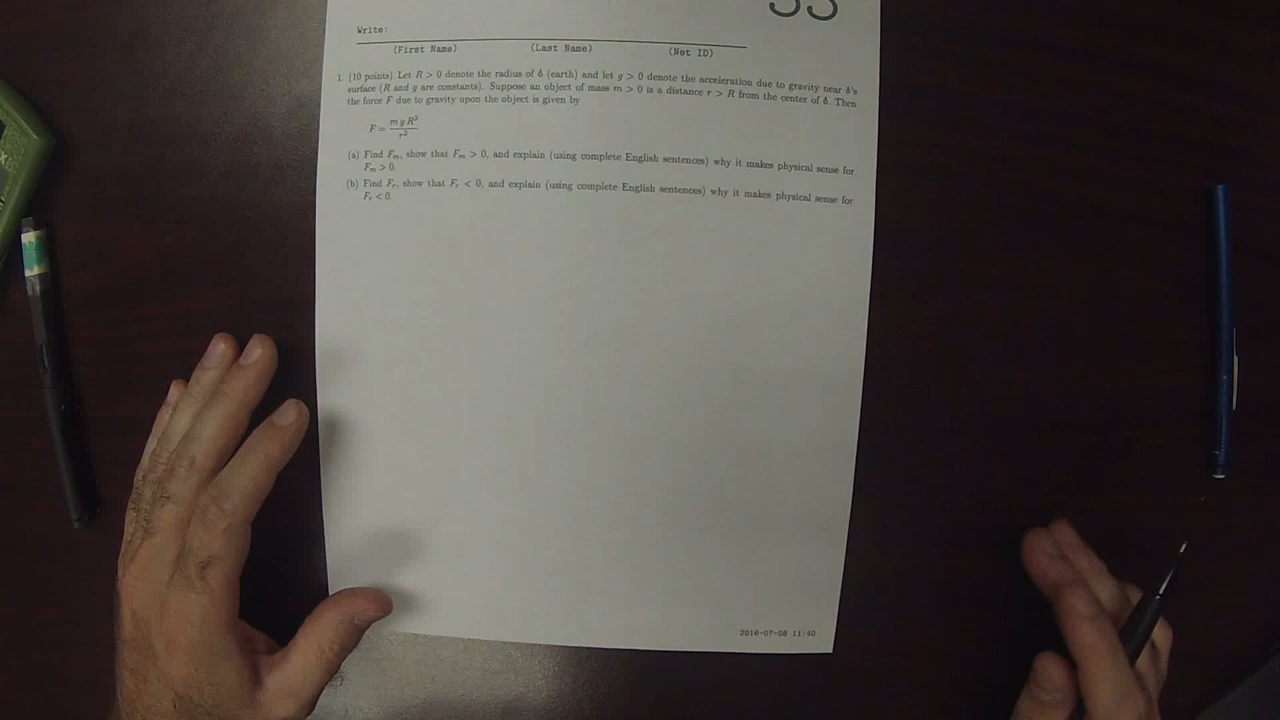 33
Write:
(First Name) (Last Name) (Net ID)
1. (10 points) Let R > 0 denote the radius of ♁ (earth) and let g > 0 denote the acceleration due to gravity near ♁'s
surface (R and g are constants). Suppose an object of mass m > 0 is a distance r > R from the center of ♁. Then
the force F due to gravity upon the object is given by
F = m g R² / r²
(a) Find Fₘ, show that Fₘ > 0, and explain (using complete English sentences) why it makes physical sense for
Fₘ > 0.
(b) Find Fᵣ, show that Fᵣ < 0, and explain (using complete English sentences) why it makes physical sense for
Fᵣ < 0.
2016-07-08 11:40